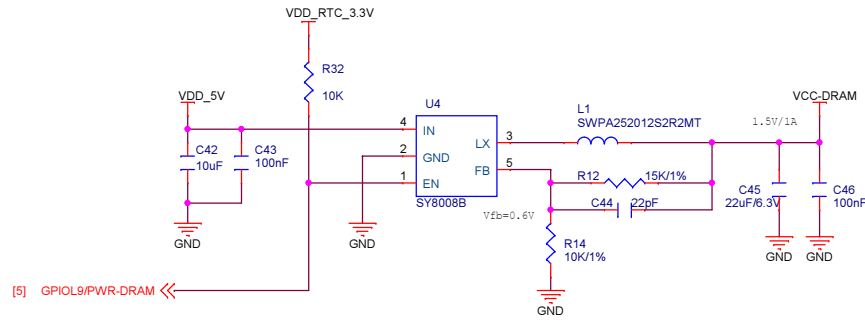 VDD_RTC_3.3V
R32
10K
VDD_5V
U4
L1
SWPA252012S2R2MT
VCC-DRAM
1.5V/1A
4
IN
LX
3
C42
10uF
C43
100nF
2
GND
FB
5
1
EN
SY8008B
R12
15K/1%
C44
22pF
C45
22uF/6.3V
C46
100nF
Vfb=0.6V
R14
10K/1%
GND
GND
GND
GND
GND
[5] GPIOL9/PWR-DRAM